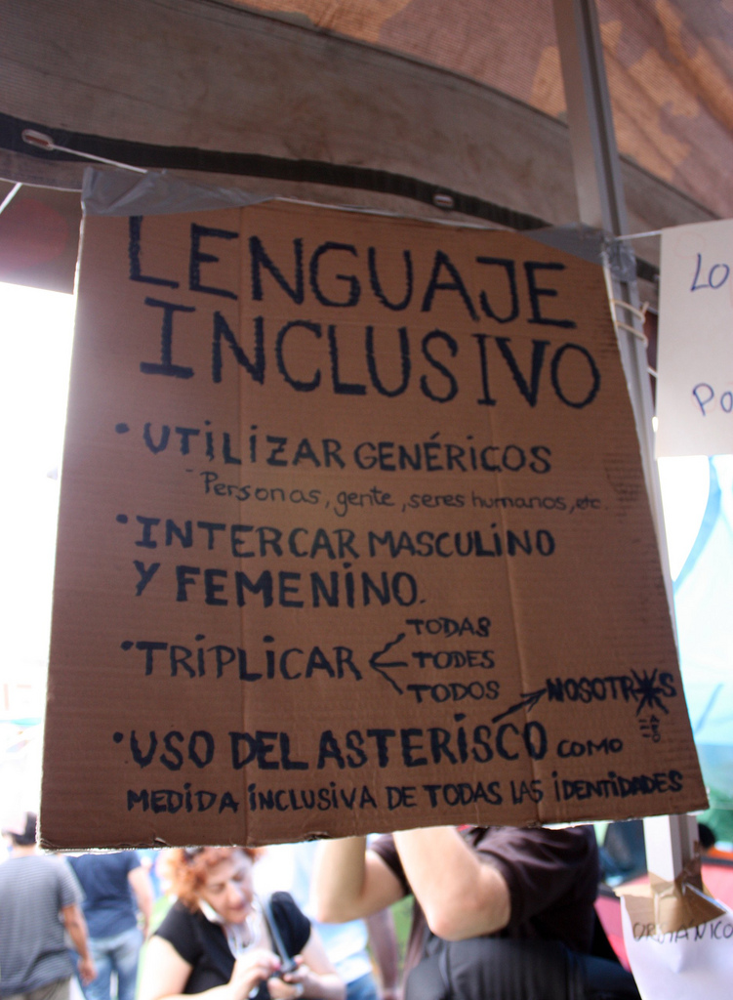 LENGUAJE
INCLUSIVO
• UTILIZAR GENÉRICOS
Personas, gente, seres humanos, etc.
• INTERCAR MASCULINO
Y FEMENINO.
• TRIPLICAR
TODAS
TODES
TODOS
NOSOTR*S
• USO DEL ASTERISCO COMO
MEDIDA INCLUSIVA DE TODAS LAS IDENTIDADES
LO
PO
ORGÁNICO